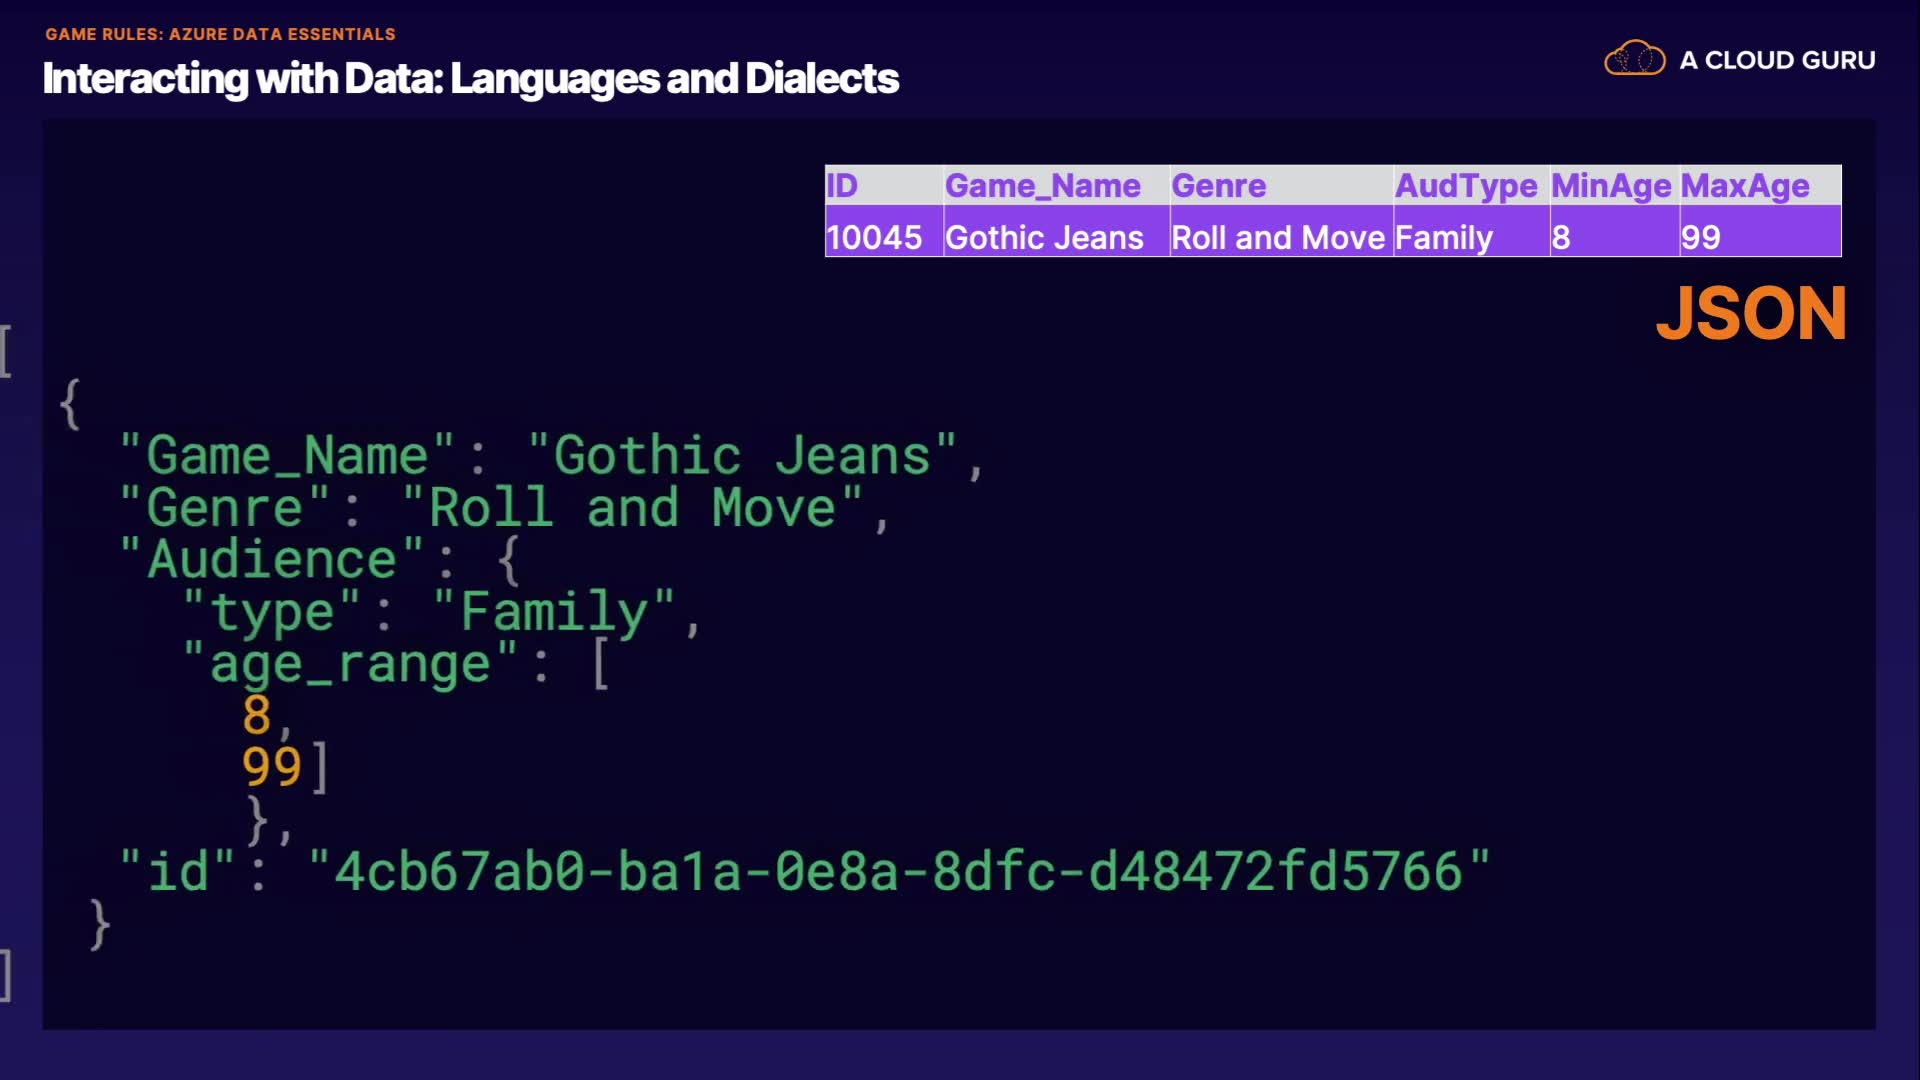 GAME RULES: AZURE DATA ESSENTIALS
Interacting with Data: Languages and Dialects
A CLOUD GURU
ID Game_Name Genre AudType MinAge MaxAge
10045 Gothic Jeans Roll and Move Family 8 99
JSON
[
{
"Game_Name": "Gothic Jeans",
"Genre": "Roll and Move",
"Audience": {
"type": "Family",
"age_range": [
8,
99]
},
"id": "4cb67ab0-ba1a-0e8a-8dfc-d48472fd5766"
}
]